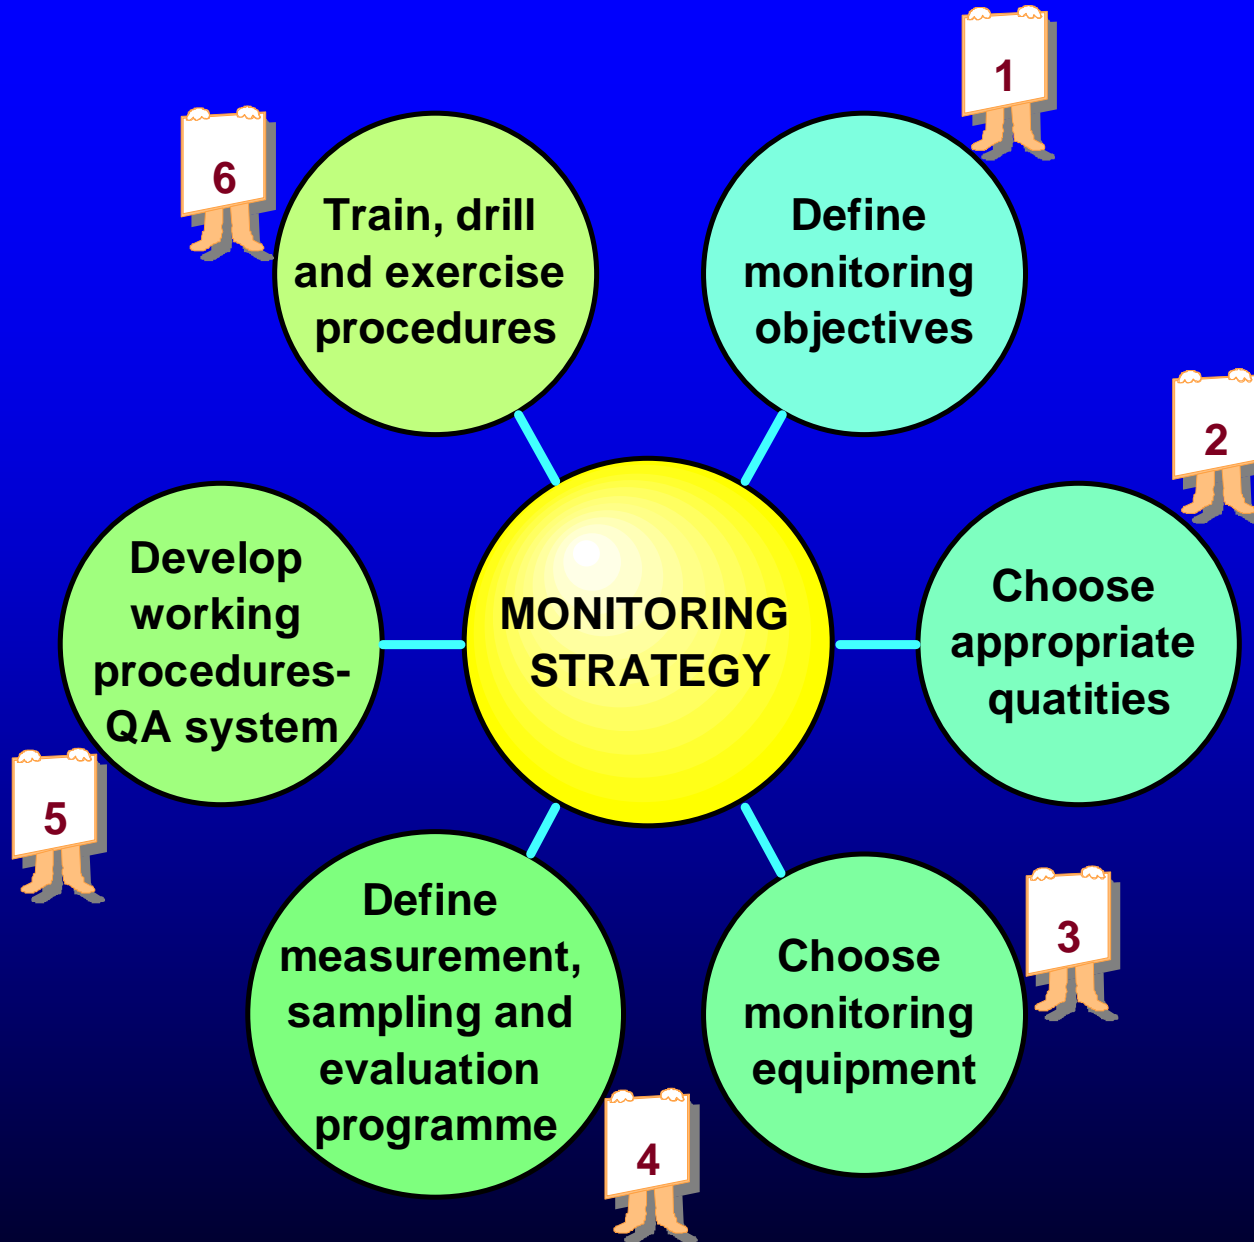 1
Define
monitoring
objectives
2
Choose
appropriate
quatities
3
Choose
monitoring
equipment
4
Define
measurement,
sampling and
evaluation
programme
5
Develop
working
procedures-
QA system
6
Train, drill
and exercise
procedures
MONITORING
STRATEGY